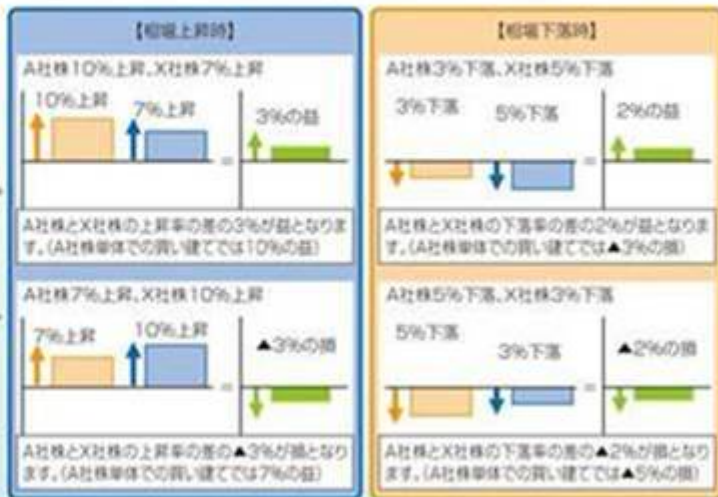 【相場上昇時】
A社株10%上昇、X社株7%上昇
10%上昇
7%上昇
3%の益
=
A社株とX社株の上昇率の差の3%が益となりま
す。(A社株単体での買い建てでは10%の益)
A社株7%上昇、X社株10%上昇
7%上昇
10%上昇
▲3%の損
=
A社株とX社株の上昇率の差の▲3%が損となり
ます。(A社株単体での買い建てでは7%の益)
【相場下落時】
A社株3%下落、X社株5%下落
3%下落
5%下落
2%の益
=
A社株とX社株の下落率の差の2%が益となりま
す。(A社株単体での買い建てでは▲3%の損)
A社株5%下落、X社株3%下落
5%下落
3%下落
▲2%の損
=
A社株とX社株の下落率の差の▲2%が損となり
ます。(A社株単体での買い建てでは▲5%の損)